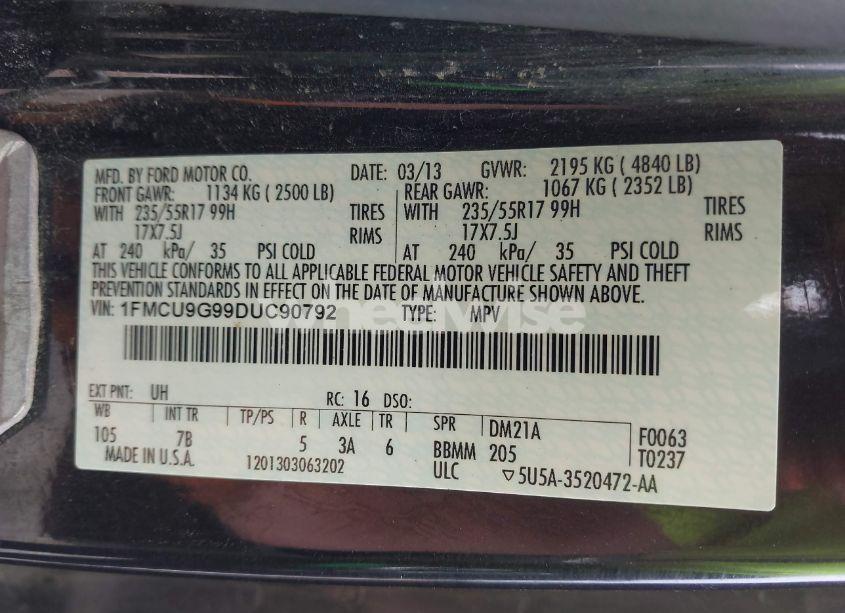 MFD. BY FORD MOTOR CO. DATE: 03/13 GVWR: 2195 KG ( 4840 LB)
FRONT GAWR: 1134 KG ( 2500 LB) REAR GAWR: 1067 KG ( 2352 LB)
WITH 235/55R17 99H TIRES WITH 235/55R17 99H TIRES
17X7.5J RIMS 17X7.5J RIMS
AT 240 kPa/ 35 PSI COLD AT 240 kPa/ 35 PSI COLD
THIS VEHICLE CONFORMS TO ALL APPLICABLE FEDERAL MOTOR VEHICLE SAFETY AND THEFT
PREVENTION STANDARDS IN EFFECT ON THE DATE OF MANUFACTURE SHOWN ABOVE.
VIN: 1FMCU9G99DUC90792 TYPE: MPV
wheelwise
EXT PNT: UH RC: 16 DSO:
WB INT TR TP/PS R AXLE TR SPR DM21A F0063
105 7B 5 3A 6 BBMM 205 T0237
MADE IN U.S.A. 1201303063202 ULC ▽5U5A-3520472-AA